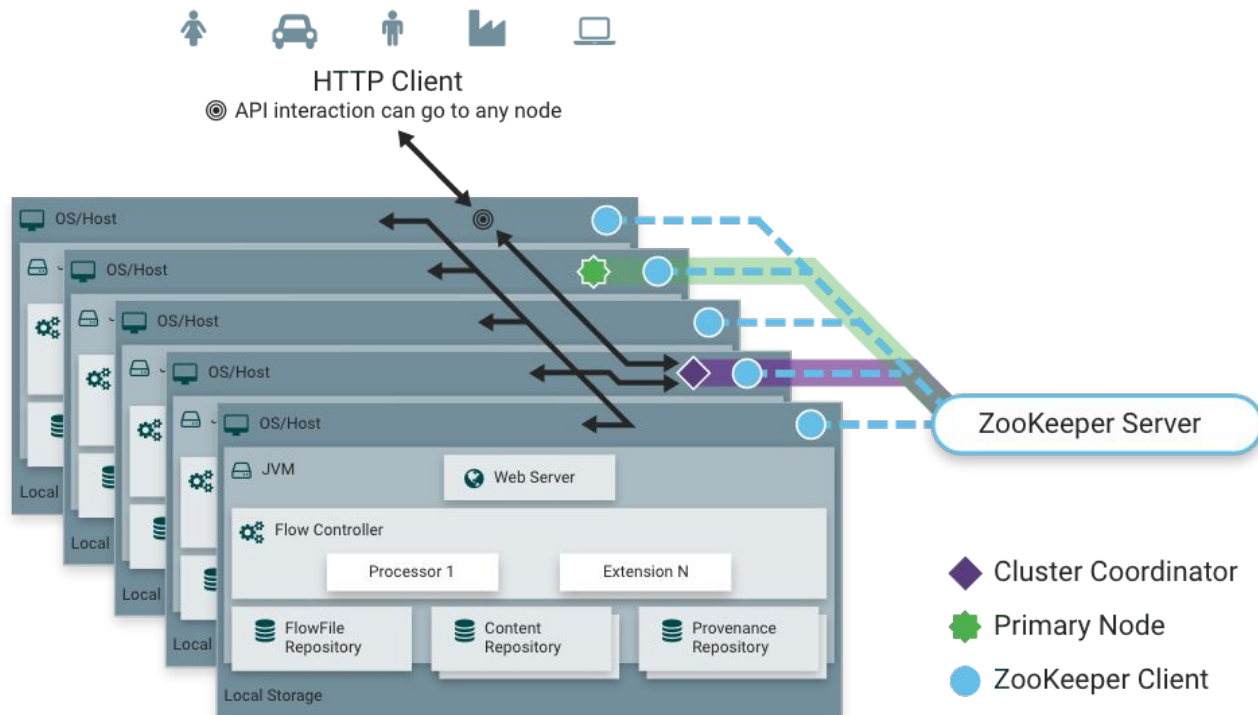 HTTP Client
API interaction can go to any node
OS/Host
OS/Host
OS/Host
OS/Host
OS/Host
ZooKeeper Server
JVM
Web Server
Flow Controller
Processor 1
Extension N
FlowFile
Repository
Content
Repository
Provenance
Repository
Local Storage
Local
Local
Local
Local
Cluster Coordinator
Primary Node
ZooKeeper Client